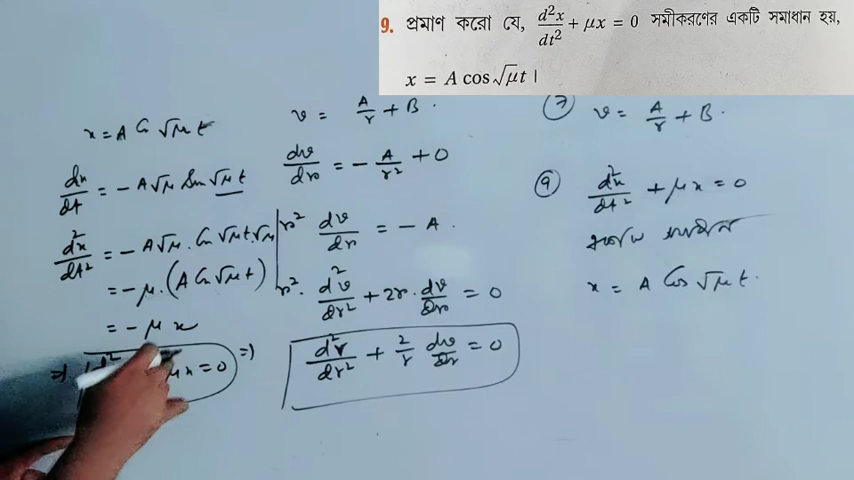 9. প্রমাণ করো যে, d²x/dt² + μx = 0 সমীকরণের একটি সমাধান হয়,
x = A cos √μt ।
x = A Cos √μ t
dx/dt = - A√μ Sin √μ t
d²x/dt² = - A√μ . Cos √μ t . √μ
= - μ . (A Cos √μ t)
= - μ x
=> μx = 0
v = A/r + B .
dv/dr = - A/r² + 0
r² dv/dr = - A .
r² . d²v/dr² + 2r . dv/dr = 0
=> d²v/dr² + 2/r dv/dr = 0
⑦ v = A/r + B .
⑨ d²x/dt² + μx = 0
x = A Cos √μ t .